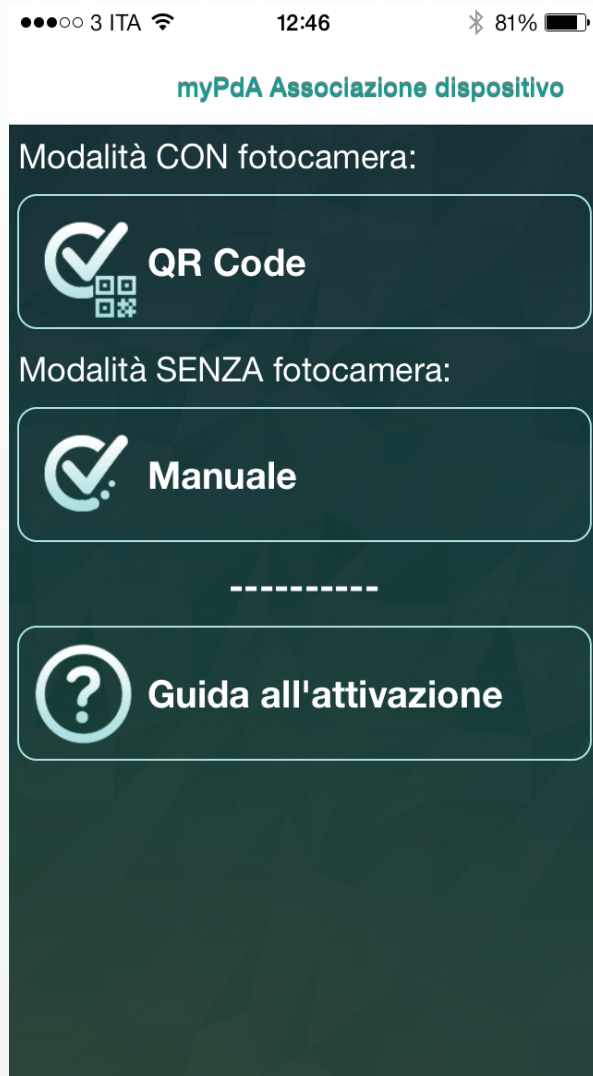 3 ITA 12:46 81%
myPdA Associazione dispositivo
Modalità CON fotocamera:
QR Code
Modalità SENZA fotocamera:
Manuale
----------
Guida all'attivazione